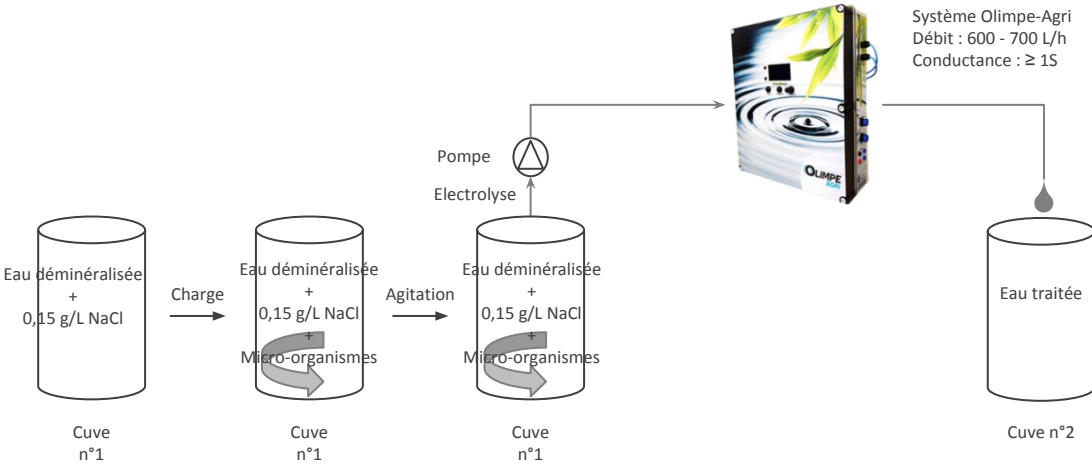 Système Olimpe-Agri
Débit : 600 - 700 L/h
Conductance : ≥ 1S
OLIMPE
AGRI
Pompe
Electrolyse
Eau déminéralisée
+
0,15 g/L NaCl
Charge
Eau déminéralisée
+
0,15 g/L NaCl
+
Micro-organismes
Agitation
Eau déminéralisée
+
0,15 g/L NaCl
+
Micro-organismes
Eau traitée
Cuve
n°1
Cuve
n°1
Cuve
n°1
Cuve n°2